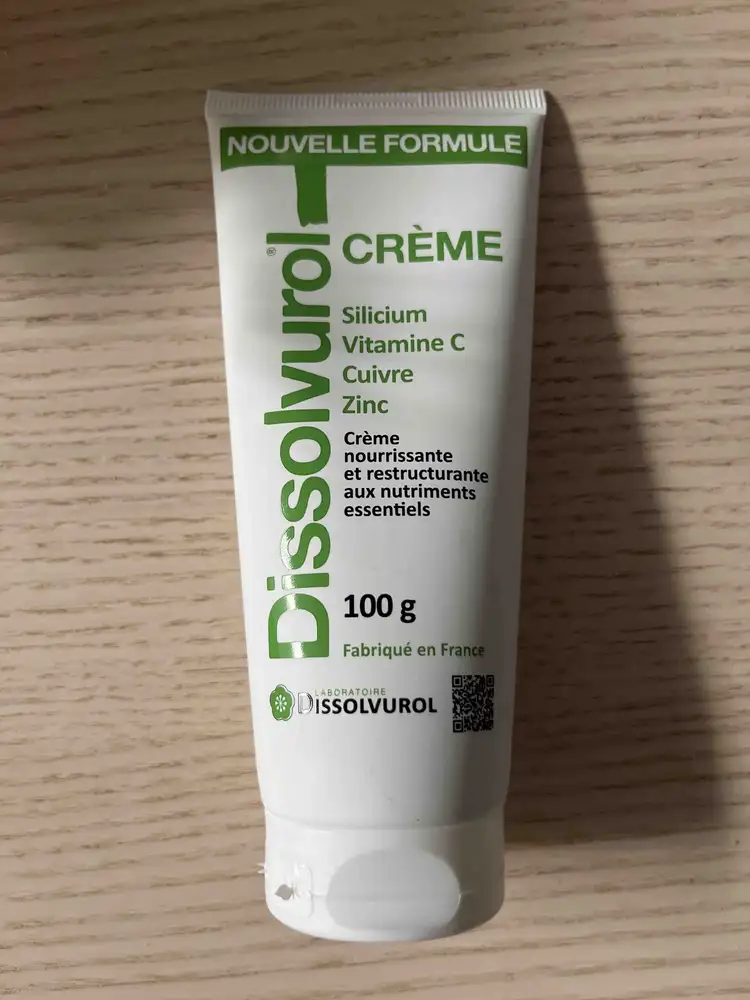 NOUVELLE FORMULE
Dissolvurol®
CRÈME
Silicium
Vitamine C
Cuivre
Zinc
Crème
nourrissante
et restructurante
aux nutriments
essentiels
100 g
Fabriqué en France
LABORATOIRE
DISSOLVUROL